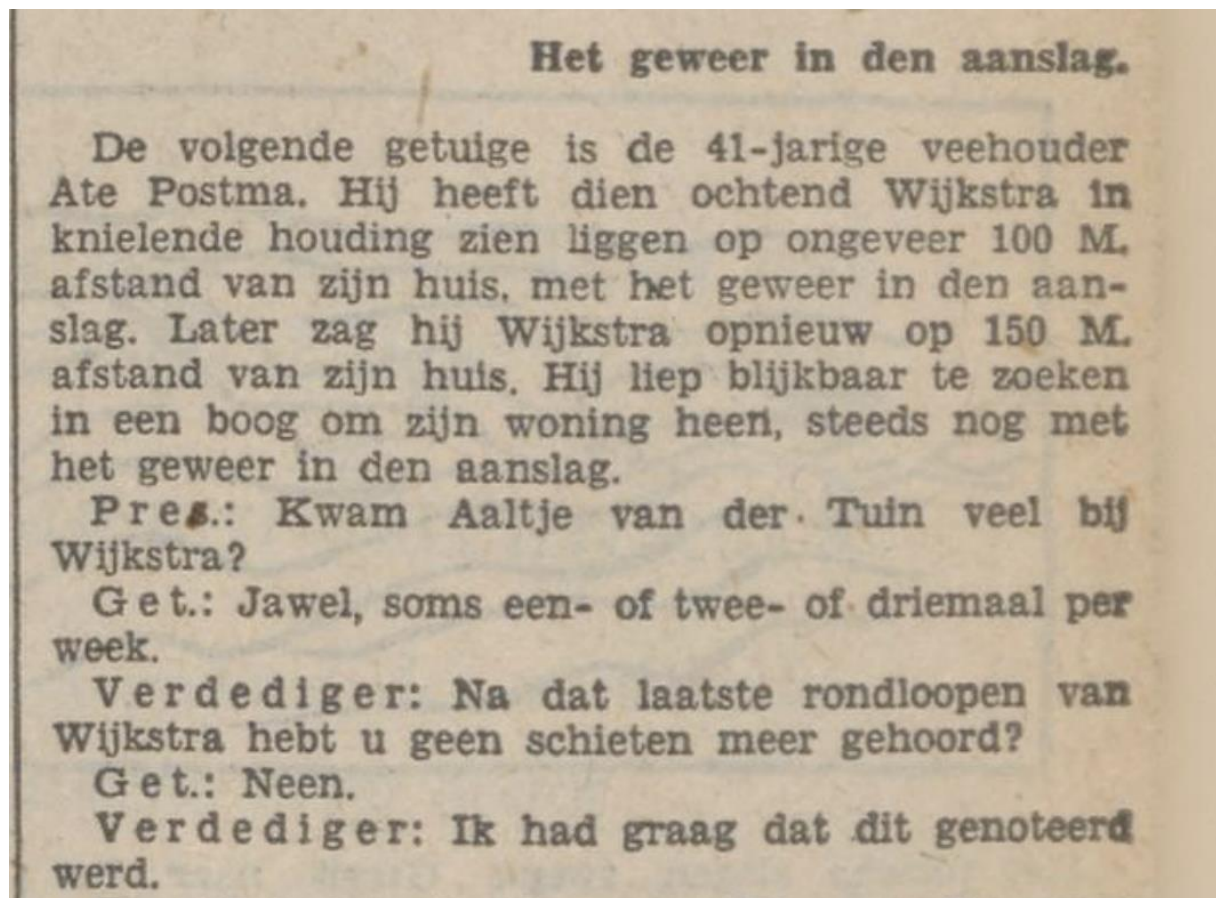 Het geweer in den aanslag.
De volgende getuige is de 41-jarige veehouder
Ate Postma. Hij heeft dien ochtend Wijkstra in
knielende houding zien liggen op ongeveer 100 M.
afstand van zijn huis, met het geweer in den aan-
slag. Later zag hij Wijkstra opnieuw op 150 M.
afstand van zijn huis. Hij liep blijkbaar te zoeken
in een boog om zijn woning heen, steeds nog met
het geweer in den aanslag.
Pres.: Kwam Aaltje van der Tuin veel bij
Wijkstra?
Get.: Jawel, soms een- of twee- of driemaal per
week.
Verdediger: Na dat laatste rondloopen van
Wijkstra hebt u geen schieten meer gehoord?
Get.: Neen.
Verdediger: Ik had graag dat dit genoteerd
werd.